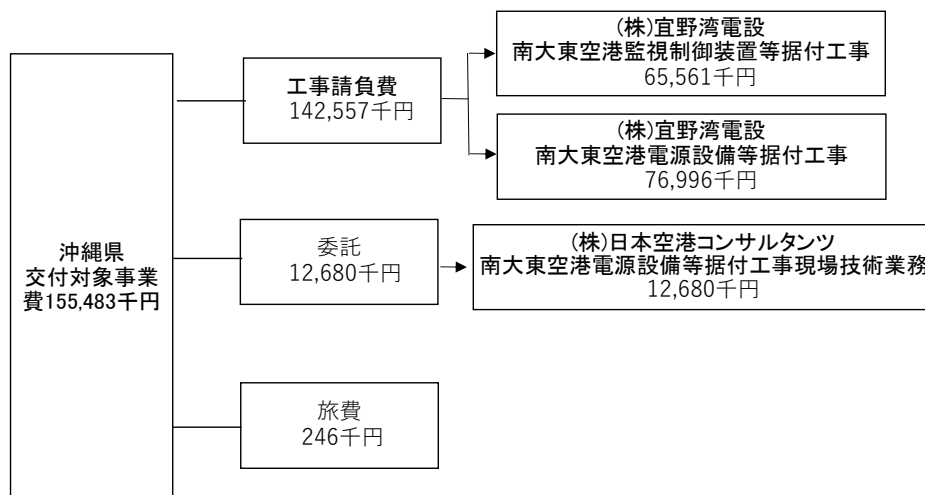 沖縄県
交付対象事業
費155,483千円
工事請負費
142,557千円
(株)宜野湾電設
南大東空港監視制御装置等据付工事
65,561千円
(株)宜野湾電設
南大東空港電源設備等据付工事
76,996千円
委託
12,680千円
(株)日本空港コンサルタンツ
南大東空港電源設備等据付工事現場技術業務
12,680千円
旅費
246千円